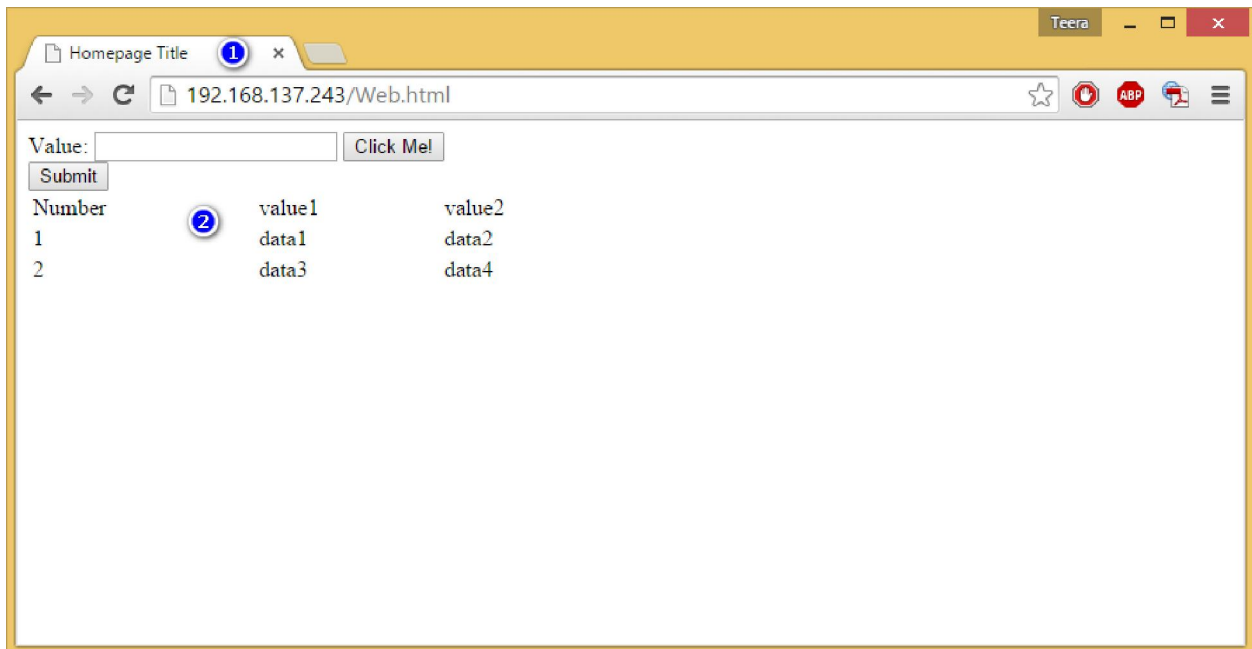 Teera
Homepage Title 1
192.168.137.243/Web.html ABP
Value: Click Me!
Submit
Number 2 value1 value2
1 data1 data2
2 data3 data4